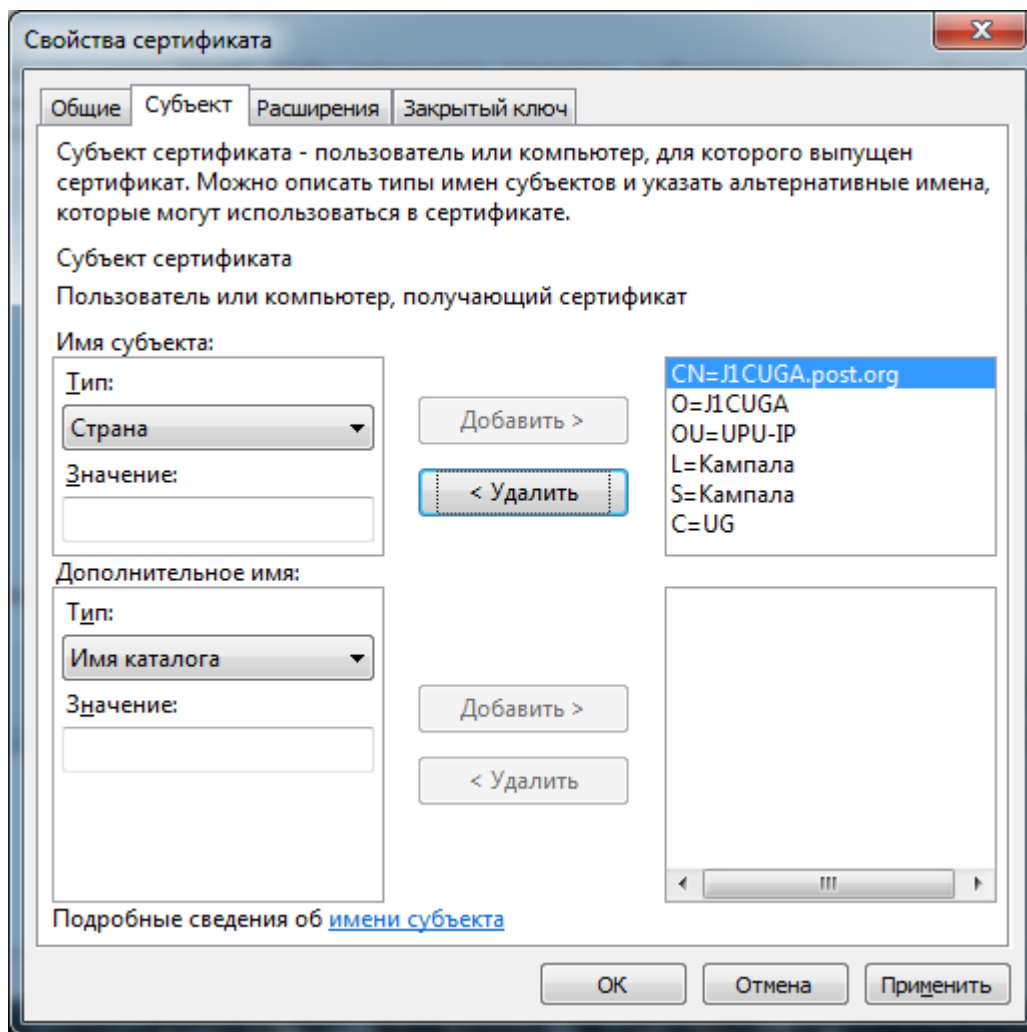 Свойства сертификата
Общие Субъект Расширения Закрытый ключ
Субъект сертификата - пользователь или компьютер, для которого выпущен
сертификат. Можно описать типы имен субъектов и указать альтернативные имена,
которые могут использоваться в сертификате.
Субъект сертификата
Пользователь или компьютер, получающий сертификат
Имя субъекта:
Тип:
Страна
Значение:
Добавить >
< Удалить
CN=J1CUGA.post.org
O=J1CUGA
OU=UPU-IP
L=Кампала
S=Кампала
C=UG
Дополнительное имя:
Тип:
Имя каталога
Значение:
Добавить >
< Удалить
Подробные сведения об имени субъекта
ОК Отмена Применить